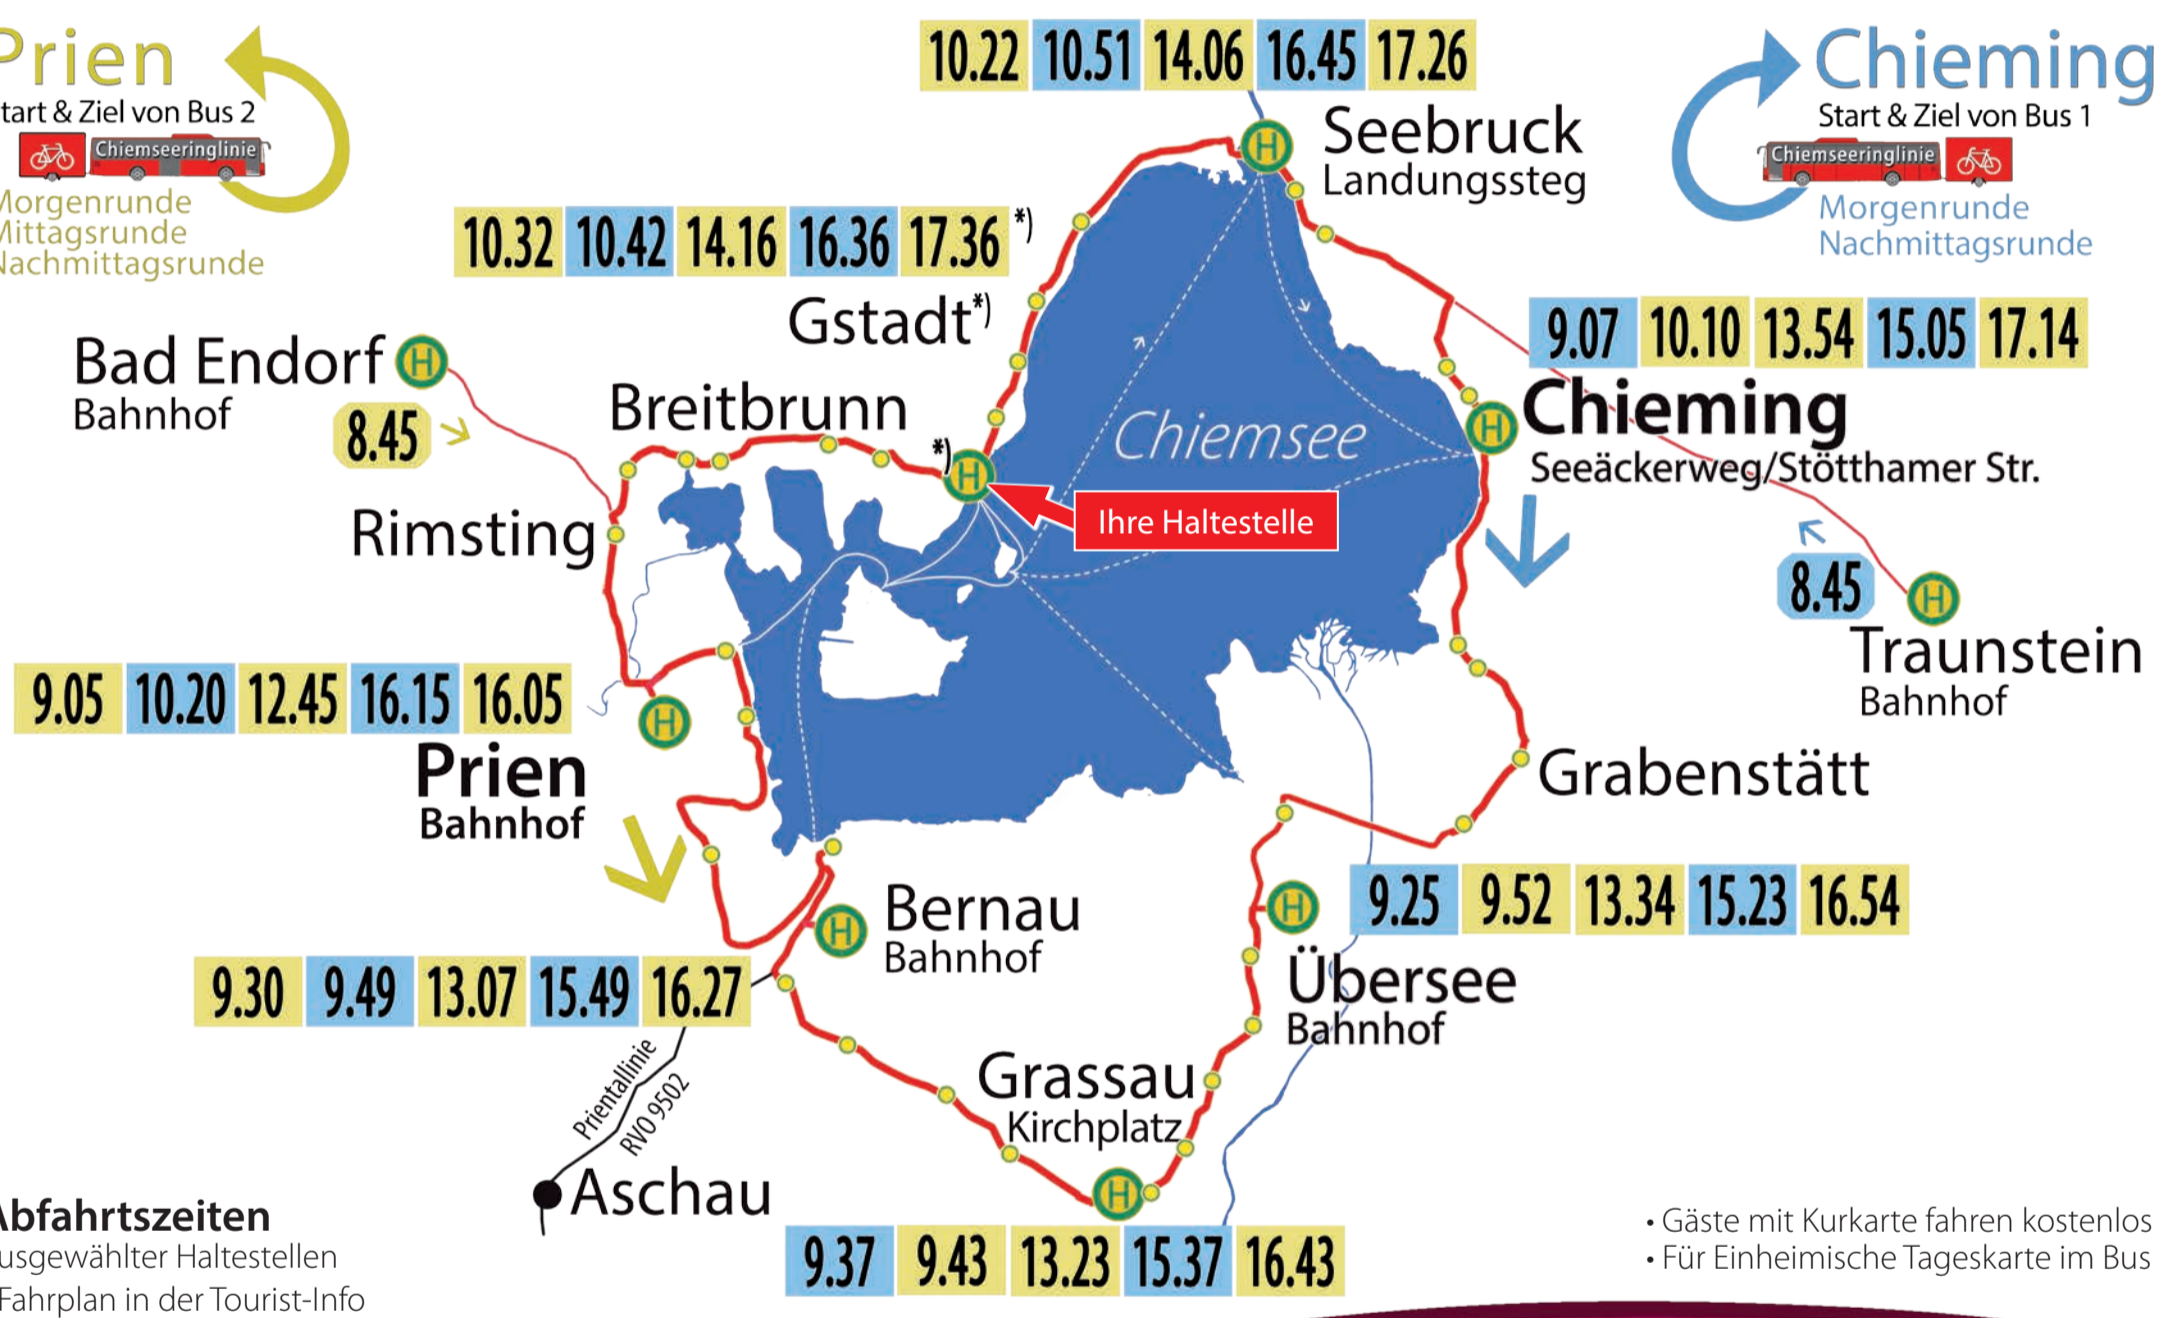 Prien
tart & Ziel von Bus 2
Chiemseeringlinie
Morgenrunde
Mittagsrunde
Nachmittagsrunde
10.22 10.51 14.06 16.45 17.26
Seebruck
Landungssteg
Chieming
Start & Ziel von Bus 1
Chiemseeringlinie
Morgenrunde
Nachmittagsrunde
10.32 10.42 14.16 16.36 17.36 *)
Gstadt*)
Bad Endorf H
Bahnhof
8.45
Breitbrunn
*)
H
H
Chiemsee
Ihre Haltestelle
9.07 10.10 13.54 15.05 17.14
H Chieming
Seeäckerweg/Stötthamer Str.
Rimsting
8.45 H
Traunstein
Bahnhof
9.05 10.20 12.45 16.15 16.05
H
Prien
Bahnhof
Grabenstätt
H Bernau
Bahnhof
9.30 9.49 13.07 15.49 16.27
H 9.25 9.52 13.34 15.23 16.54
Übersee
Bahnhof
Prientallinie
RVO 9502
Aschau
Grassau
Kirchplatz
H
9.37 9.43 13.23 15.37 16.43
Abfahrtszeiten
usgewählter Haltestellen
Fahrplan in der Tourist-Info
• Gäste mit Kurkarte fahren kostenlos
• Für Einheimische Tageskarte im Bus